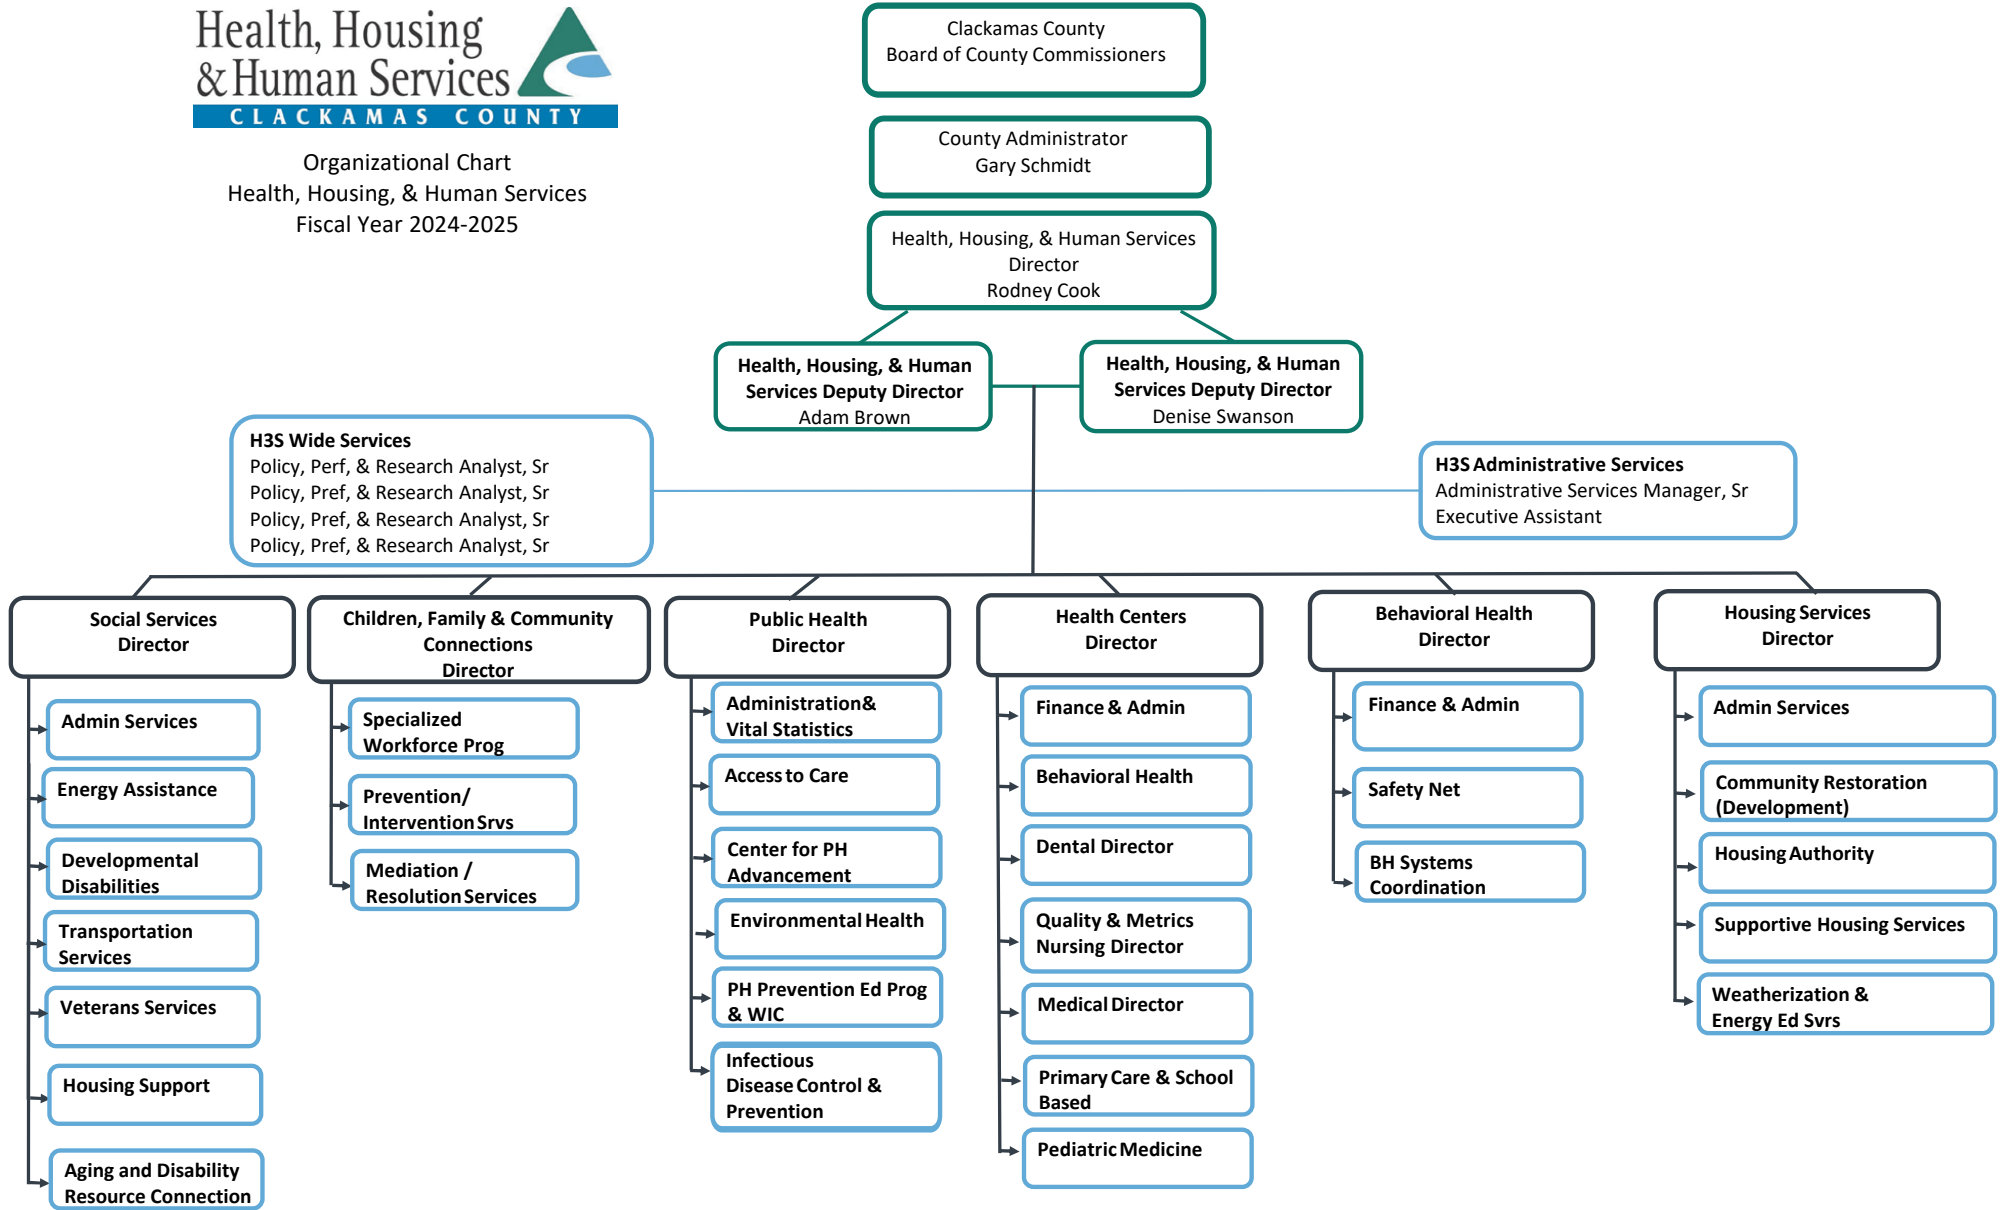 Health, Housing
& Human Services
CLACKAMAS COUNTY
Organizational Chart
Health, Housing, & Human Services
Fiscal Year 2024-2025
Clackamas County
Board of County Commissioners
County Administrator
Gary Schmidt
Health, Housing, & Human Services
Director
Rodney Cook
Health, Housing, & Human
Services Deputy Director
Adam Brown
Health, Housing, & Human
Services Deputy Director
Denise Swanson
H3S Wide Services
Policy, Perf, & Research Analyst, Sr
Policy, Pref, & Research Analyst, Sr
Policy, Pref, & Research Analyst, Sr
Policy, Pref, & Research Analyst, Sr
H3S Administrative Services
Administrative Services Manager, Sr
Executive Assistant
Social Services
Director
Admin Services
Energy Assistance
Developmental
Disabilities
Transportation
Services
Veterans Services
Housing Support
Aging and Disability
Resource Connection
Children, Family & Community
Connections
Director
Specialized
Workforce Prog
Prevention/
Intervention Srvs
Mediation /
Resolution Services
Public Health
Director
Administration &
Vital Statistics
Access to Care
Center for PH
Advancement
Environmental Health
PH Prevention Ed Prog
& WIC
Infectious
Disease Control &
Prevention
Health Centers
Director
Finance & Admin
Behavioral Health
Dental Director
Quality & Metrics
Nursing Director
Medical Director
Primary Care & School
Based
Pediatric Medicine
Behavioral Health
Director
Finance & Admin
Safety Net
BH Systems
Coordination
Housing Services
Director
Admin Services
Community Restoration
(Development)
Housing Authority
Supportive Housing Services
Weatherization &
Energy Ed Svrs